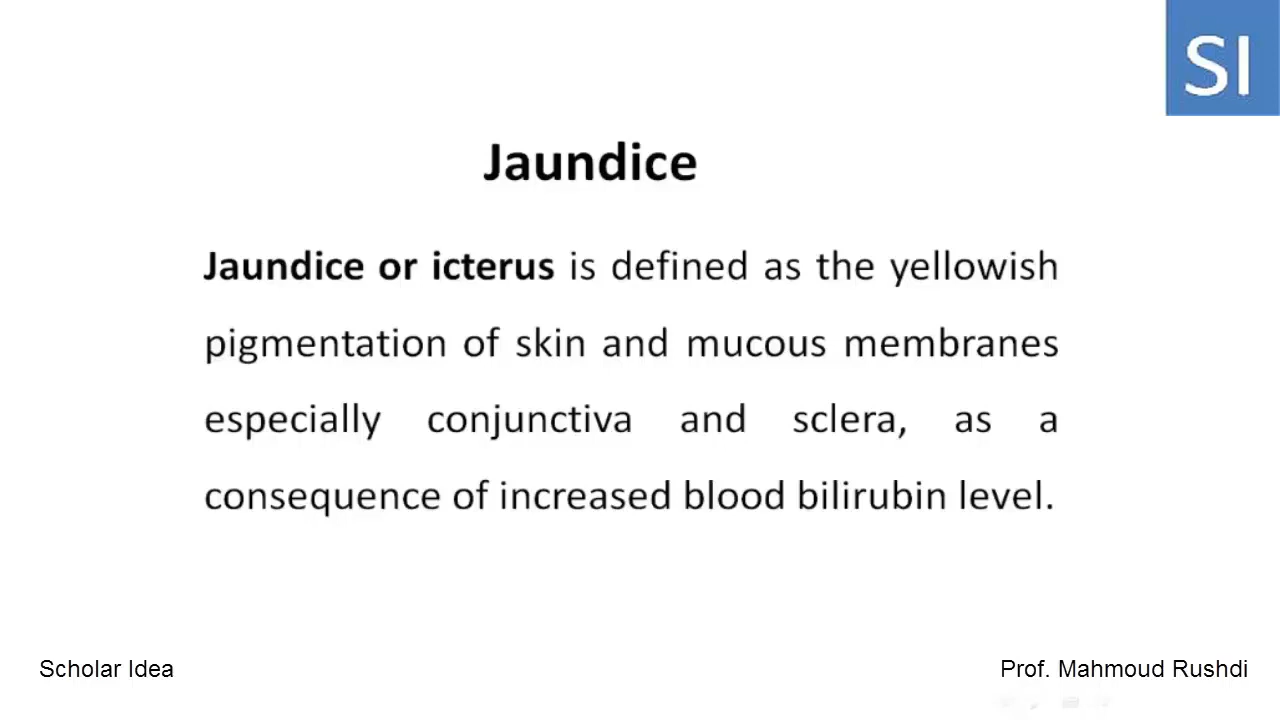 SI
Jaundice
Jaundice or icterus is defined as the yellowish
pigmentation of skin and mucous membranes
especially conjunctiva and sclera, as a
consequence of increased blood bilirubin level.
Scholar Idea
Prof. Mahmoud Rushdi